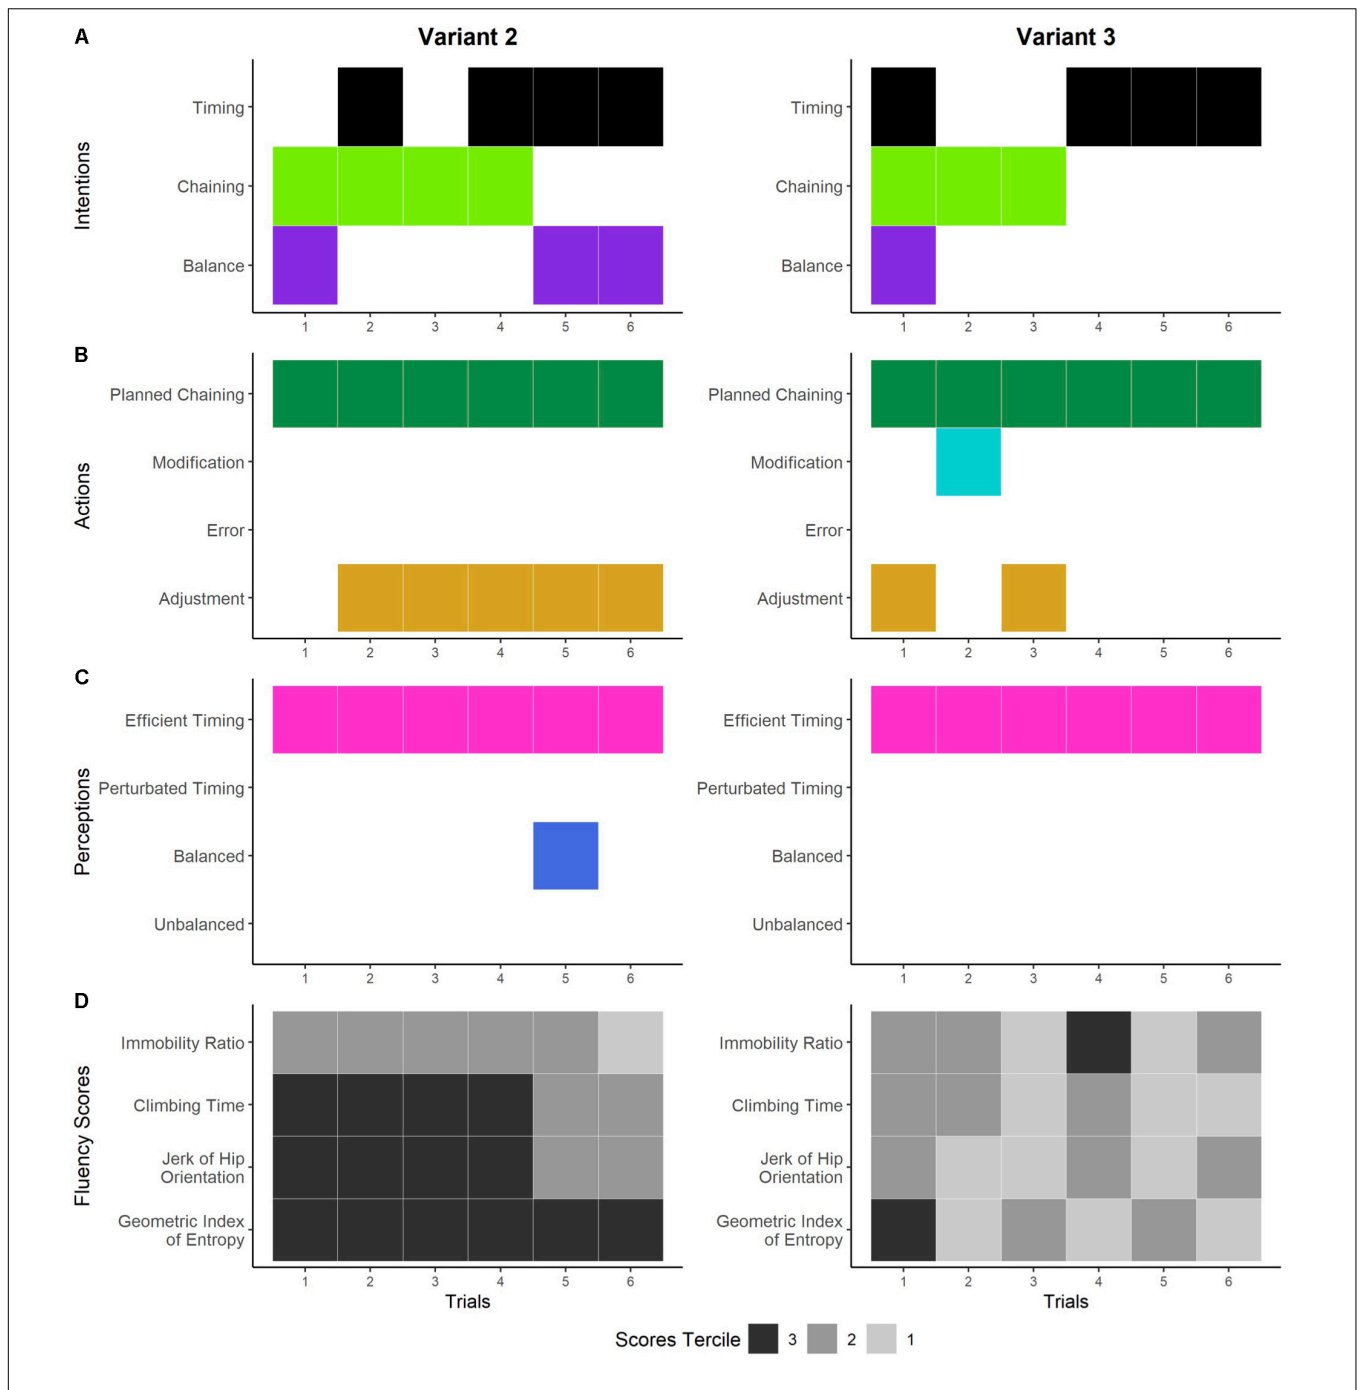 A
Variant 2
Variant 3
Intentions
Timing
Chaining
Balance
1 2 3 4 5 6
Timing
Chaining
Balance
1 2 3 4 5 6
B
Actions
Planned Chaining
Modification
Error
Adjustment
1 2 3 4 5 6
Planned Chaining
Modification
Error
Adjustment
1 2 3 4 5 6
C
Perceptions
Efficient Timing
Perturbated Timing
Balanced
Unbalanced
1 2 3 4 5 6
Efficient Timing
Perturbated Timing
Balanced
Unbalanced
1 2 3 4 5 6
D
Fluency Scores
Immobility Ratio
Climbing Time
Jerk of Hip
Orientation
Geometric Index
of Entropy
1 2 3 4 5 6
Trials
Immobility Ratio
Climbing Time
Jerk of Hip
Orientation
Geometric Index
of Entropy
1 2 3 4 5 6
Trials
Scores Tercile 3 2 1